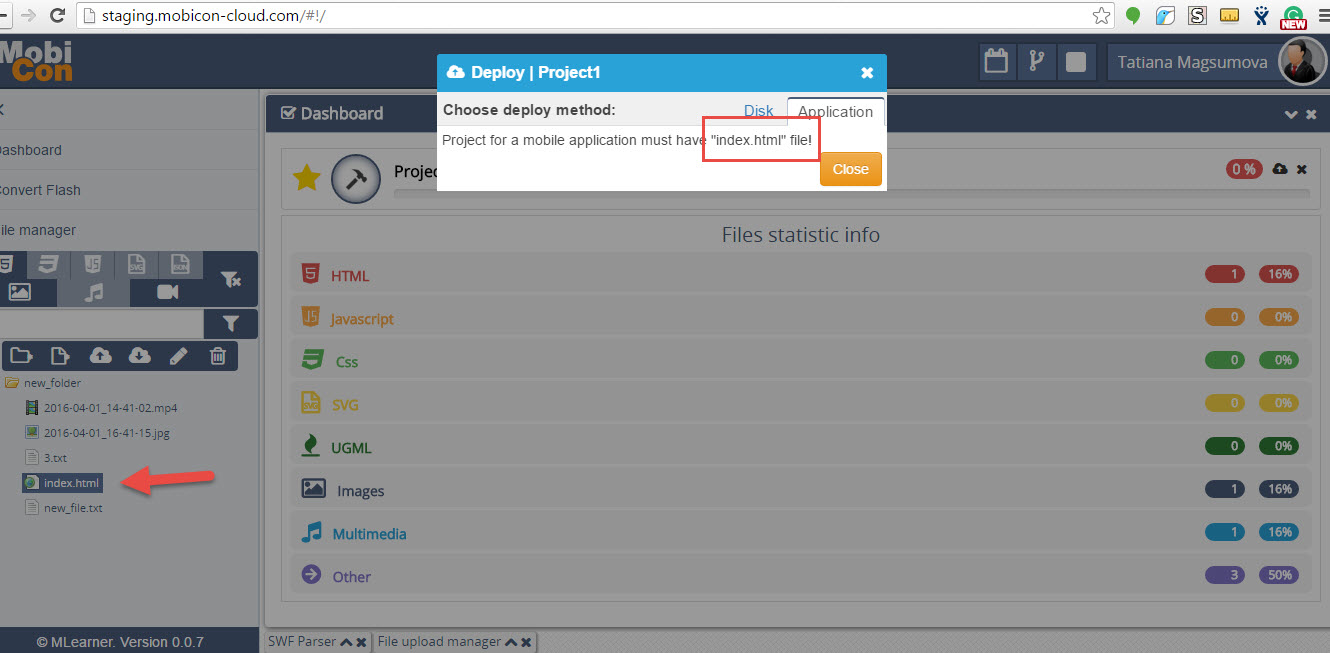 staging.mobicon-cloud.com/#!/
NEW
Mobi
Con
Tatiana Magsumova
Deploy | Project1
Choose deploy method:
Disk
Application
Project for a mobile application must have "index.html" file!
Close
ashboard
onvert Flash
ile manager
new_folder
2016-04-01_14-41-02.mp4
2016-04-01_16-41-15.jpg
3.txt
index.html
new_file.txt
© MLearner. Version 0.0.7
Dashboard
Projec
0 %
Files statistic info
HTML 1 16%
Javascript 0 0%
Css 0 0%
SVG 0 0%
UGML 0 0%
Images 1 16%
Multimedia 1 16%
Other 3 50%
SWF Parser
File upload manager